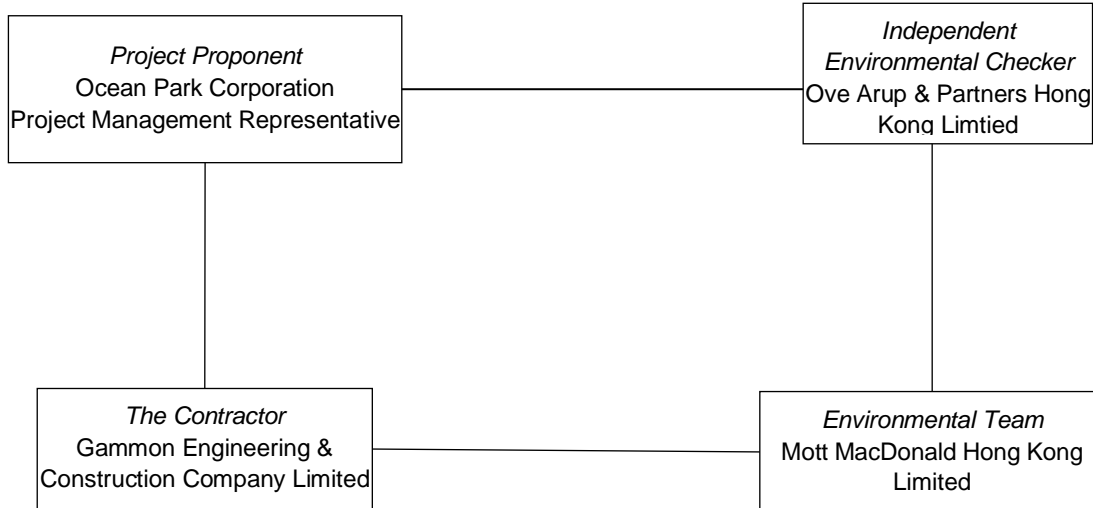 Project Proponent
Ocean Park Corporation
Project Management Representative
Independent
Environmental Checker
Ove Arup & Partners Hong
Kong Limtied
The Contractor
Gammon Engineering &
Construction Company Limited
Environmental Team
Mott MacDonald Hong Kong
Limited